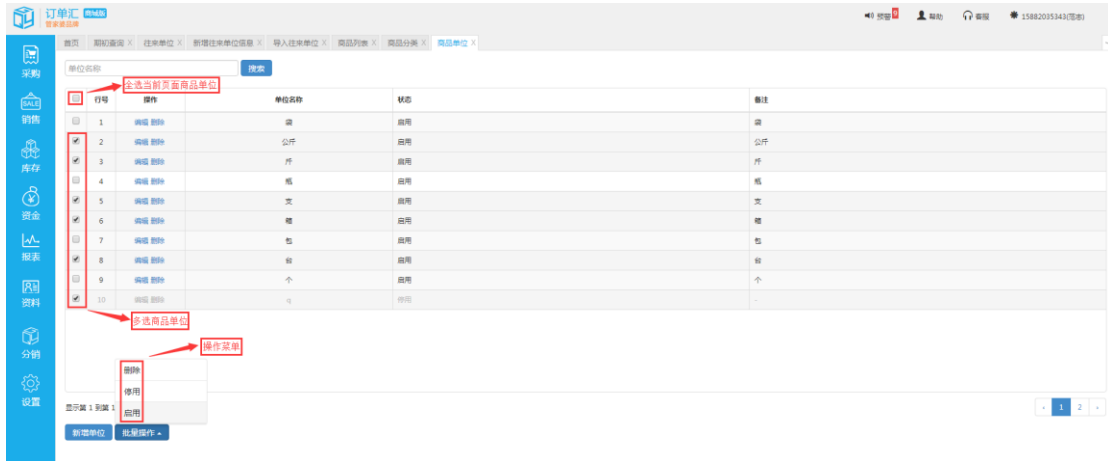 订单汇 商城版
管家婆品牌
预警 9 帮助 客服 15882035343(范志)
首页 期初查询 X 往来单位 X 新增往来单位信息 X 导入往来单位 X 商品列表 X 商品分类 X 商品单位 X
采购
SALE
销售
库存
资金
报表
资料
分销
设置
单位名称 搜索
全选当前页面商品单位
行号 操作 单位名称 状态 备注
1 编辑 删除 袋 启用 袋
2 编辑 删除 公斤 启用 公斤
3 编辑 删除 斤 启用 斤
4 编辑 删除 瓶 启用 瓶
5 编辑 删除 支 启用 支
6 编辑 删除 箱 启用 箱
7 编辑 删除 包 启用 包
8 编辑 删除 台 启用 台
9 编辑 删除 个 启用 个
10 编辑 删除 q 停用 -
多选商品单位
操作菜单
删除
停用
启用
显示第 1 到第 1
‹ 1 2 ›
新增单位 批量操作